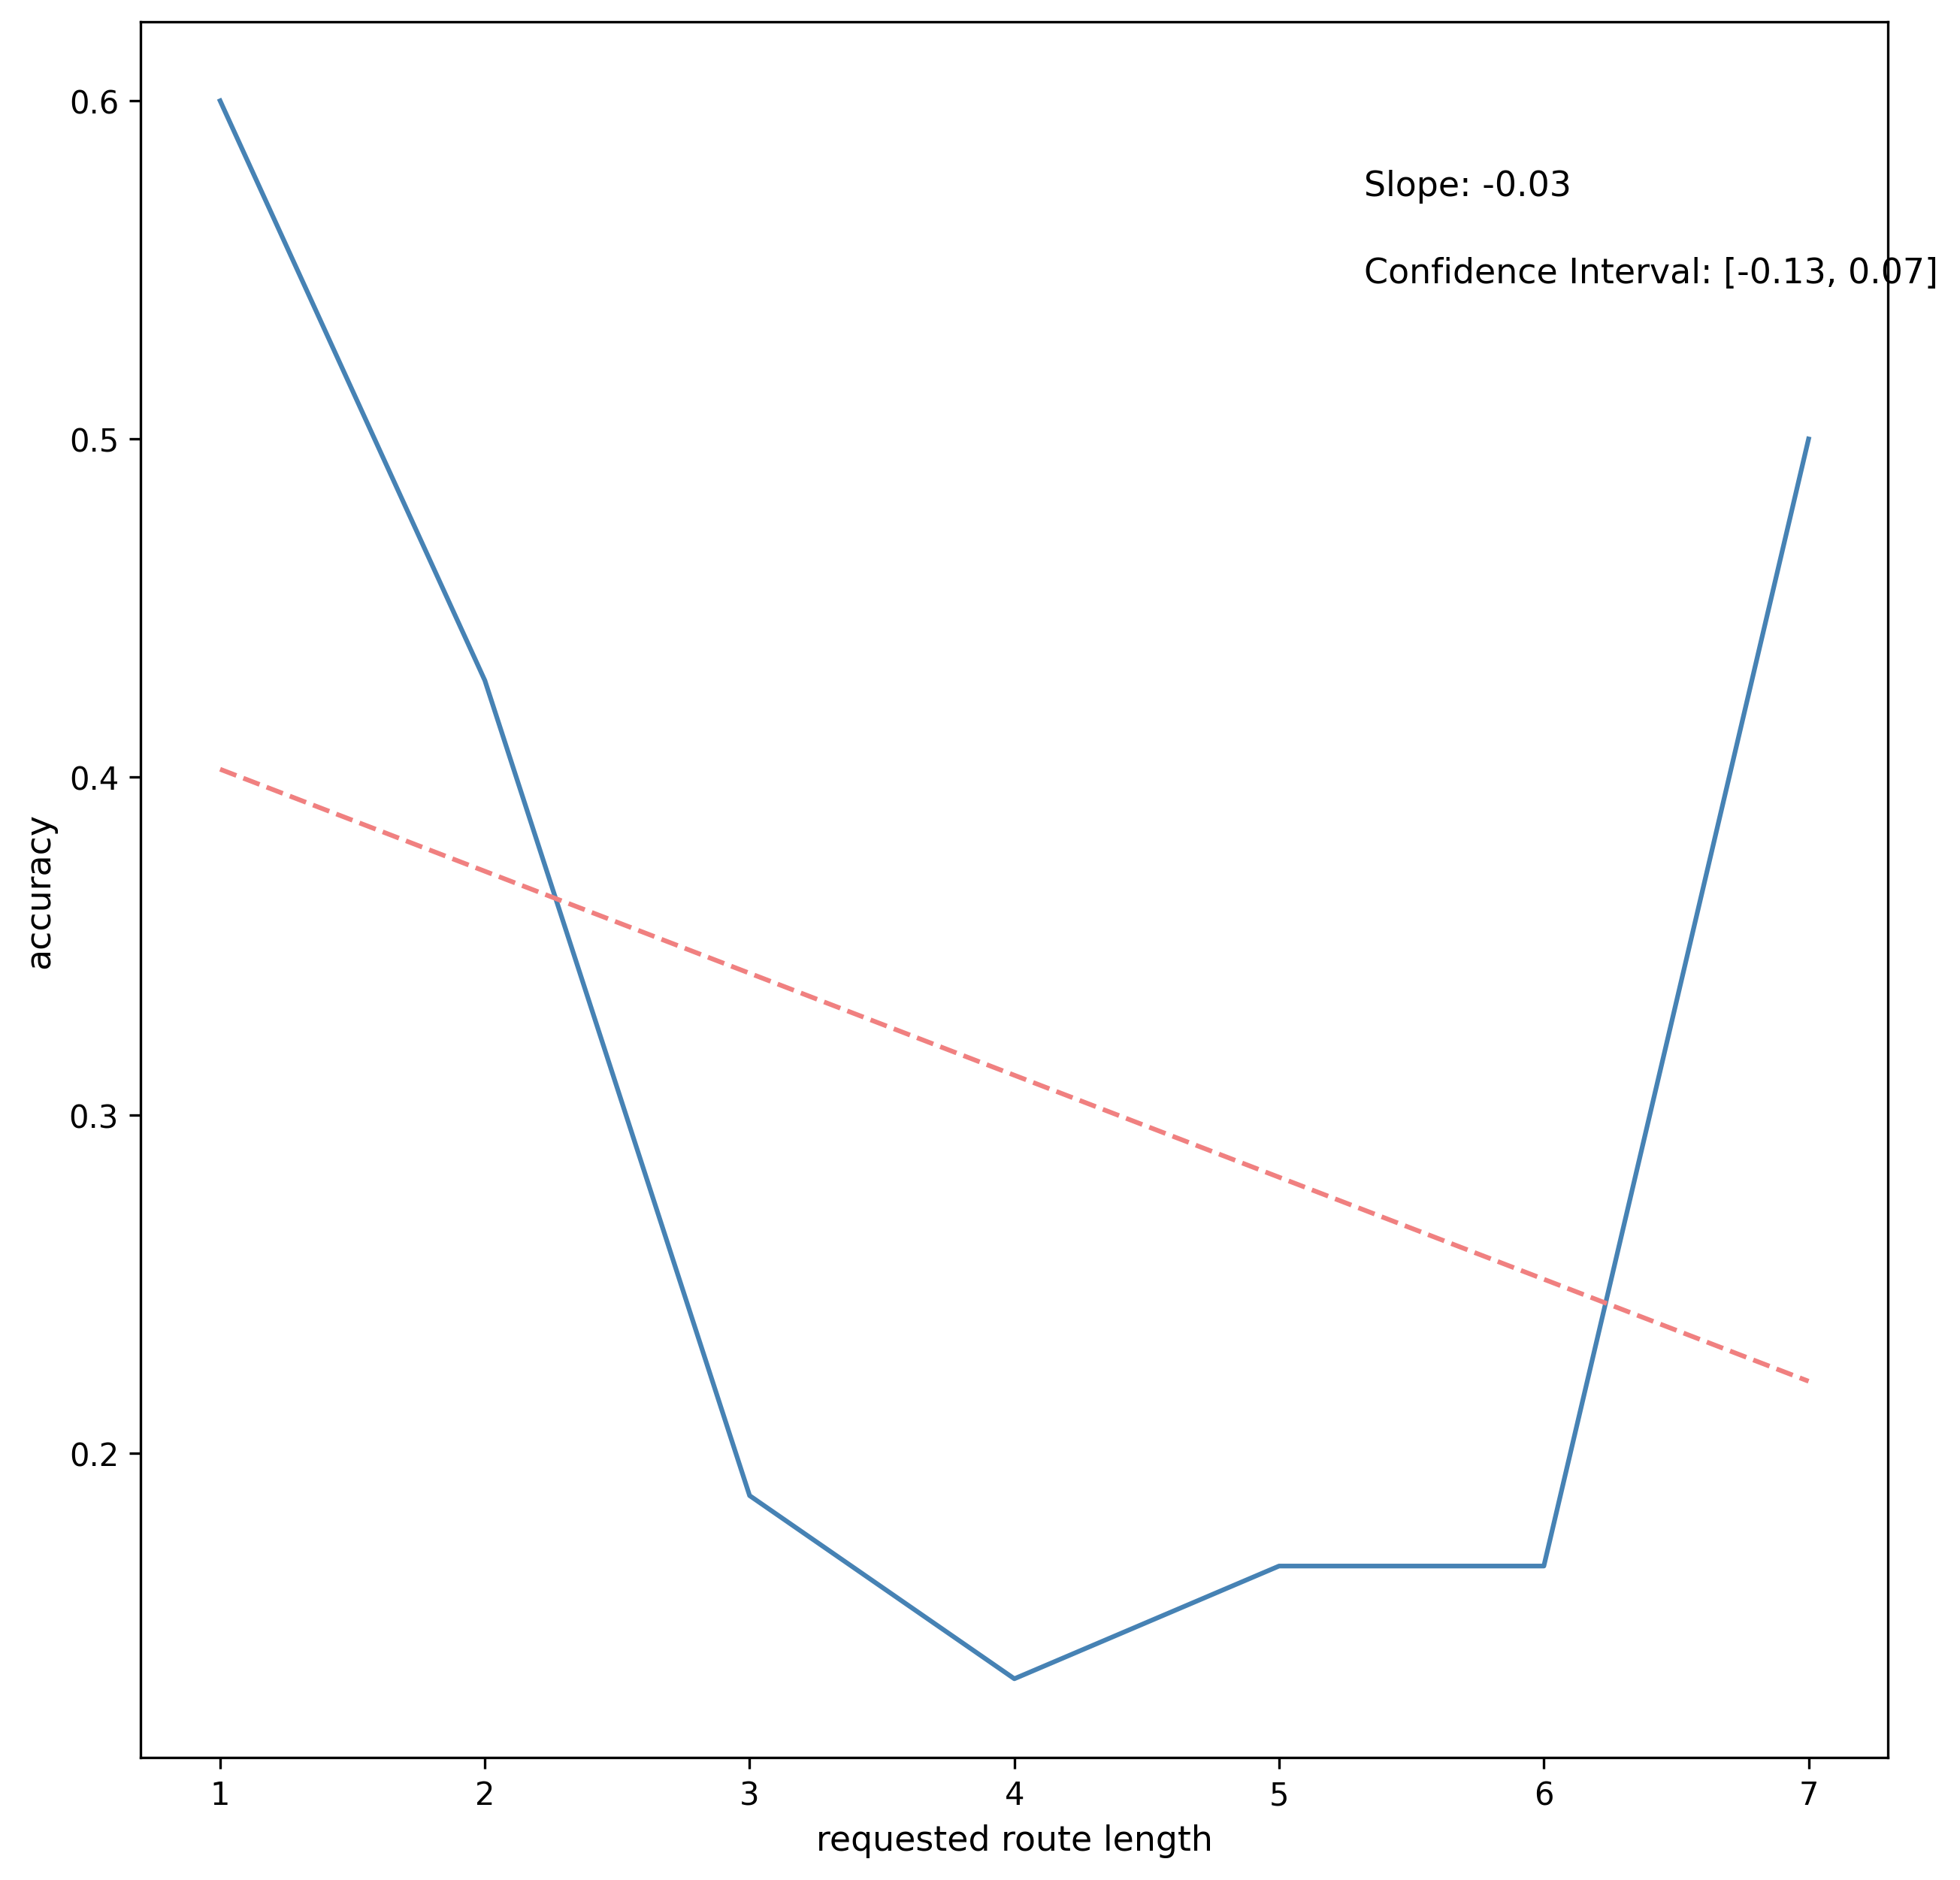 0.6
0.5
0.4
0.3
0.2
accuracy
Slope: -0.03
Confidence Interval: [-0.13, 0.07]
1 2 3 4 5 6 7
requested route length